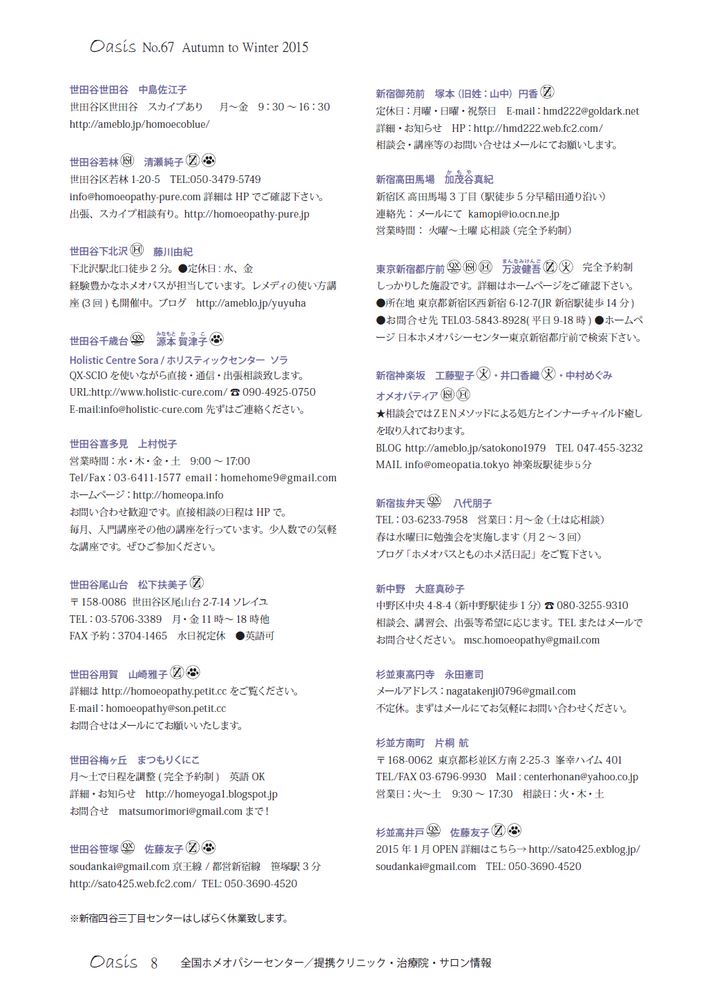 Oasis No.67 Autumn to Winter 2015
世田谷世田谷　中島佐江子
世田谷区世田谷　スカイプあり　月～金　9：30 ～ 16：30
http://ameblo.jp/homoecoblue/
世田谷若林　清瀬純子
世田谷区若林 1-20-5　TEL:050-3479-5749
info@homoeopathy-pure.com 詳細は HP でご確認下さい。
出張、スカイプ相談有り。http://homoeopathy-pure.jp
世田谷下北沢　藤川由紀
下北沢駅北口徒歩 2 分。●定休日 : 水、金
経験豊かなホメオパスが担当しています。レメディの使い方講
座 (3 回 ) も開催中。ブログ　http://ameblo.jp/yuyuha
世田谷千歳台　源本 賀津子
みなもと かつこ
Holistic Centre Sora / ホリスティックセンター ソラ
QX-SCIO を使いながら直接・通信・出張相談致します。
URL:http://www.holistic-cure.com/ ☎ 090-4925-0750
E-mail:info@holistic-cure.com 先ずはご連絡ください。
世田谷喜多見　上村悦子
営業時間：水・木・金・土　9:00 ～ 17:00
Tel/Fax：03-6411-1577 email：homehome9@gmail.com
ホームページ：http://homeopa.info
お問い合わせ歓迎です。直接相談の日程は HP で。
毎月、入門講座その他の講座を行っています。少人数での気軽
な講座です。ぜひご参加ください。
世田谷尾山台　松下扶美子
〒 158-0086 世田谷区尾山台 2-7-14 ソレイユ
TEL：03-5706-3389　月・金 11 時～ 18 時他
FAX 予約：3704-1465　水日祝定休　●英語可
世田谷用賀　山崎雅子
詳細は http://homoeopathy.petit.cc をご覧ください。
E-mail：homoeopathy@son.petit.cc
お問合せはメールにてお願いいたします。
世田谷梅ヶ丘　まつもりくにこ
月～土で日程を調整 ( 完全予約制 )　英語 OK
詳細・お知らせ　http://homeyoga1.blogspot.jp
お問合せ　matsumorimori@gmail.com まで！
世田谷笹塚　佐藤友子
soudankai@gmail.com 京王線 / 都営新宿線　笹塚駅 3 分
http://sato425.web.fc2.com/ TEL: 050-3690-4520
※新宿四谷三丁目センターはしばらく休業致します。
新宿御苑前　塚本（旧姓：山中）円香
定休日：月曜・日曜・祝祭日　E-mail：hmd222@goldark.net
詳細・お知らせ　HP：http://hmd222.web.fc2.com/
相談会・講座等のお問い合せはメールにてお願いします。
新宿高田馬場　加茂谷真紀
かもや
新宿区 高田馬場 3 丁目（駅徒歩 5 分早稲田通り沿い）
連絡先：メールにて kamopi@io.ocn.ne.jp
営業時間： 火曜～土曜 応相談（完全予約制）
東京新宿都庁前　万波健吾　完全予約制
まんなみけんご
しっかりした施設です。詳細はホームページをご確認下さい。
●所在地 東京都新宿区西新宿 6-12-7(JR 新宿駅徒歩 14 分 )
●お問合せ先 TEL03-5843-8928( 平日 9-18 時 ) ●ホームペ
ージ 日本ホメオパシーセンター東京新宿都庁前で検索下さい。
新宿神楽坂　工藤聖子・井口香織・中村めぐみ
オメオパティア
★相談会ではＺＥＮメソッドによる処方とインナーチャイルド癒し
を取り入れております。
BLOG http://ameblo.jp/satokono1979　TEL 047-455-3232
MAIL info@omeopatia.tokyo 神楽坂駅徒歩５分
新宿抜弁天　八代朋子
TEL：03-6233-7958　営業日：月～金（土は応相談）
春は水曜日に勉強会を実施します（月 2 ～ 3 回）
ブログ「ホメオパスとものホメ活日記」をご覧下さい。
新中野　大庭真砂子
中野区中央 4-8-4（新中野駅徒歩 1 分）☎ 080-3255-9310
相談会、講習会、出張等希望に応じます。TEL またはメールで
お問合せください。 msc.homoeopathy@gmail.com
杉並東高円寺　永田憲司
メールアドレス：nagatakenji0796@gmail.com
不定休。まずはメールにてお気軽にお問い合わせください。
杉並方南町　片桐 航
〒 168-0062 東京都杉並区方南 2-25-3 峯幸ハイム 401
TEL/FAX 03-6796-9930　Mail：centerhonan@yahoo.co.jp
営業日：火～土　9:30 ～ 17:30　相談日：火・木・土
杉並高井戸　佐藤友子
2015 年 1 月 OPEN 詳細はこちら→ http://sato425.exblog.jp/
soudankai@gmail.com　TEL: 050-3690-4520
Oasis 8 全国ホメオパシーセンター／提携クリニック・治療院・サロン情報